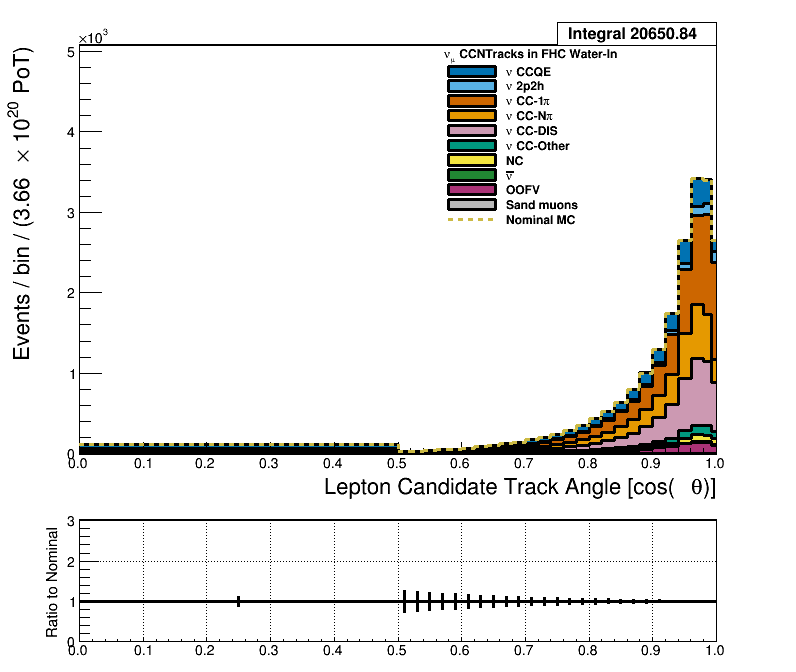 Integral 20650.84
×10³
5
4
3
2
1
0
Events / bin / (3.66 × 10²⁰ PoT)
ν_μ CCNTracks in FHC Water-In
ν CCQE
ν 2p2h
ν CC-1π
ν CC-Nπ
ν CC-DIS
ν CC-Other
NC
ν̅
OOFV
Sand muons
Nominal MC
0.0 0.1 0.2 0.3 0.4 0.5 0.6 0.7 0.8 0.9 1.0
Lepton Candidate Track Angle [cos( θ)]
3
2
1
0
Ratio to Nominal
0.0 0.1 0.2 0.3 0.4 0.5 0.6 0.7 0.8 0.9 1.0